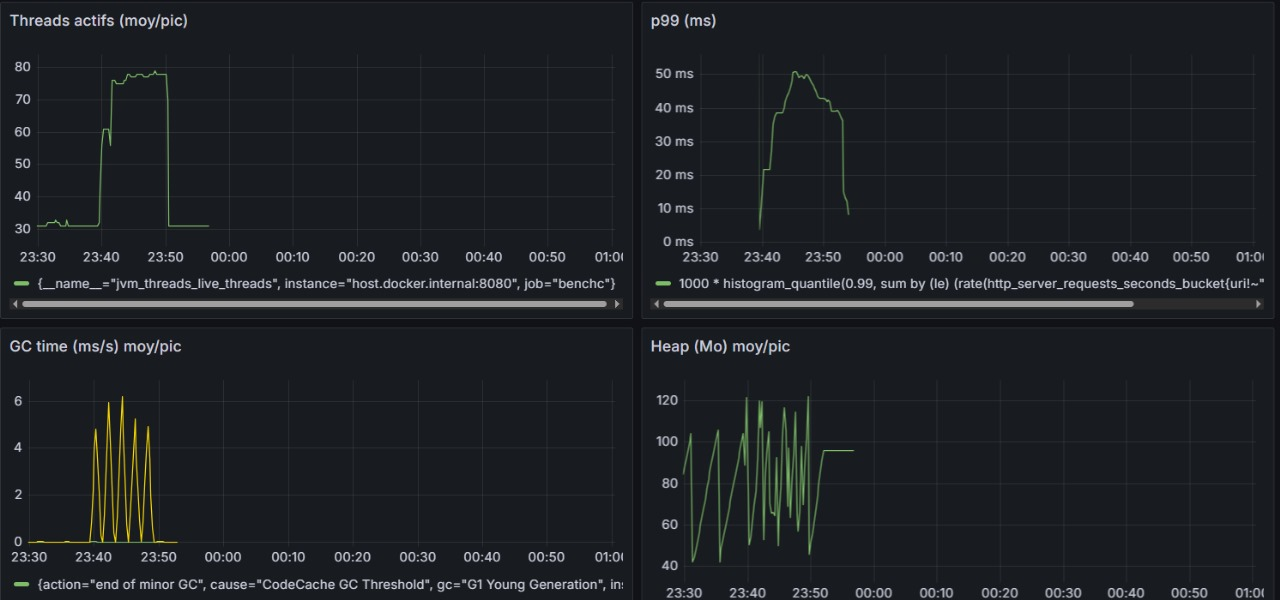 Threads actifs (moy/pic)
80
70
60
50
40
30
23:30 23:40 23:50 00:00 00:10 00:20 00:30 00:40 00:50 01:0
{__name__="jvm_threads_live_threads", instance="host.docker.internal:8080", job="benchc"}
p99 (ms)
50 ms
40 ms
30 ms
20 ms
10 ms
0 ms
23:30 23:40 23:50 00:00 00:10 00:20 00:30 00:40 00:50 01:0
1000 * histogram_quantile(0.99, sum by (le) (rate(http_server_requests_seconds_bucket{uri!~"
GC time (ms/s) moy/pic
6
4
2
0
23:30 23:40 23:50 00:00 00:10 00:20 00:30 00:40 00:50 01:0
{action="end of minor GC", cause="CodeCache GC Threshold", gc="G1 Young Generation", in
Heap (Mo) moy/pic
120
100
80
60
40
23:30 23:40 23:50 00:00 00:10 00:20 00:30 00:40 00:50 01:0